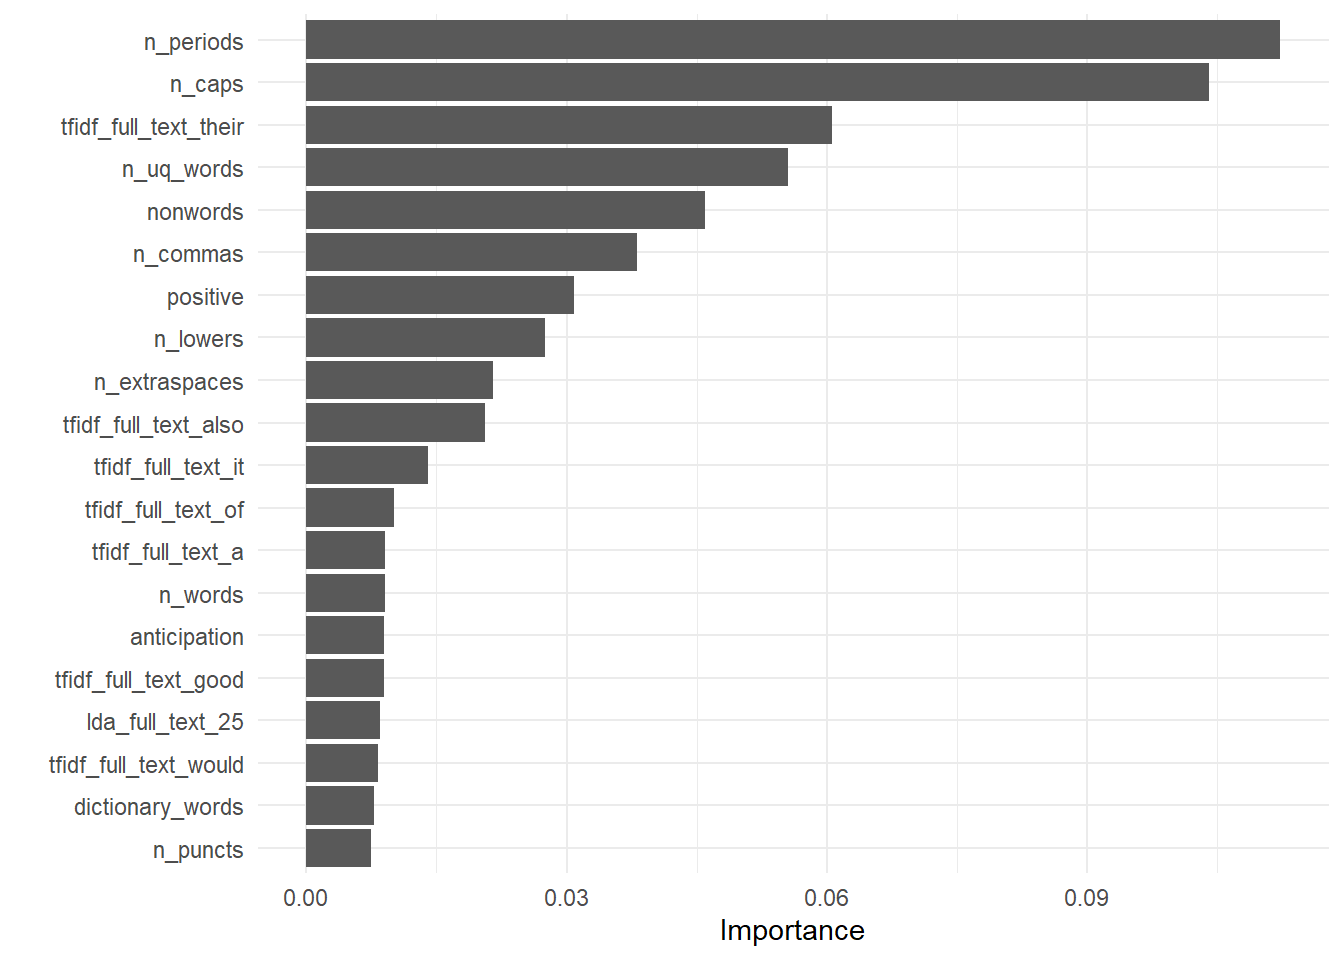 n_periods
n_caps
tfidf_full_text_their
n_uq_words
nonwords
n_commas
positive
n_lowers
n_extraspaces
tfidf_full_text_also
tfidf_full_text_it
tfidf_full_text_of
tfidf_full_text_a
n_words
anticipation
tfidf_full_text_good
lda_full_text_25
tfidf_full_text_would
dictionary_words
n_puncts
0.00 0.03 0.06 0.09
Importance